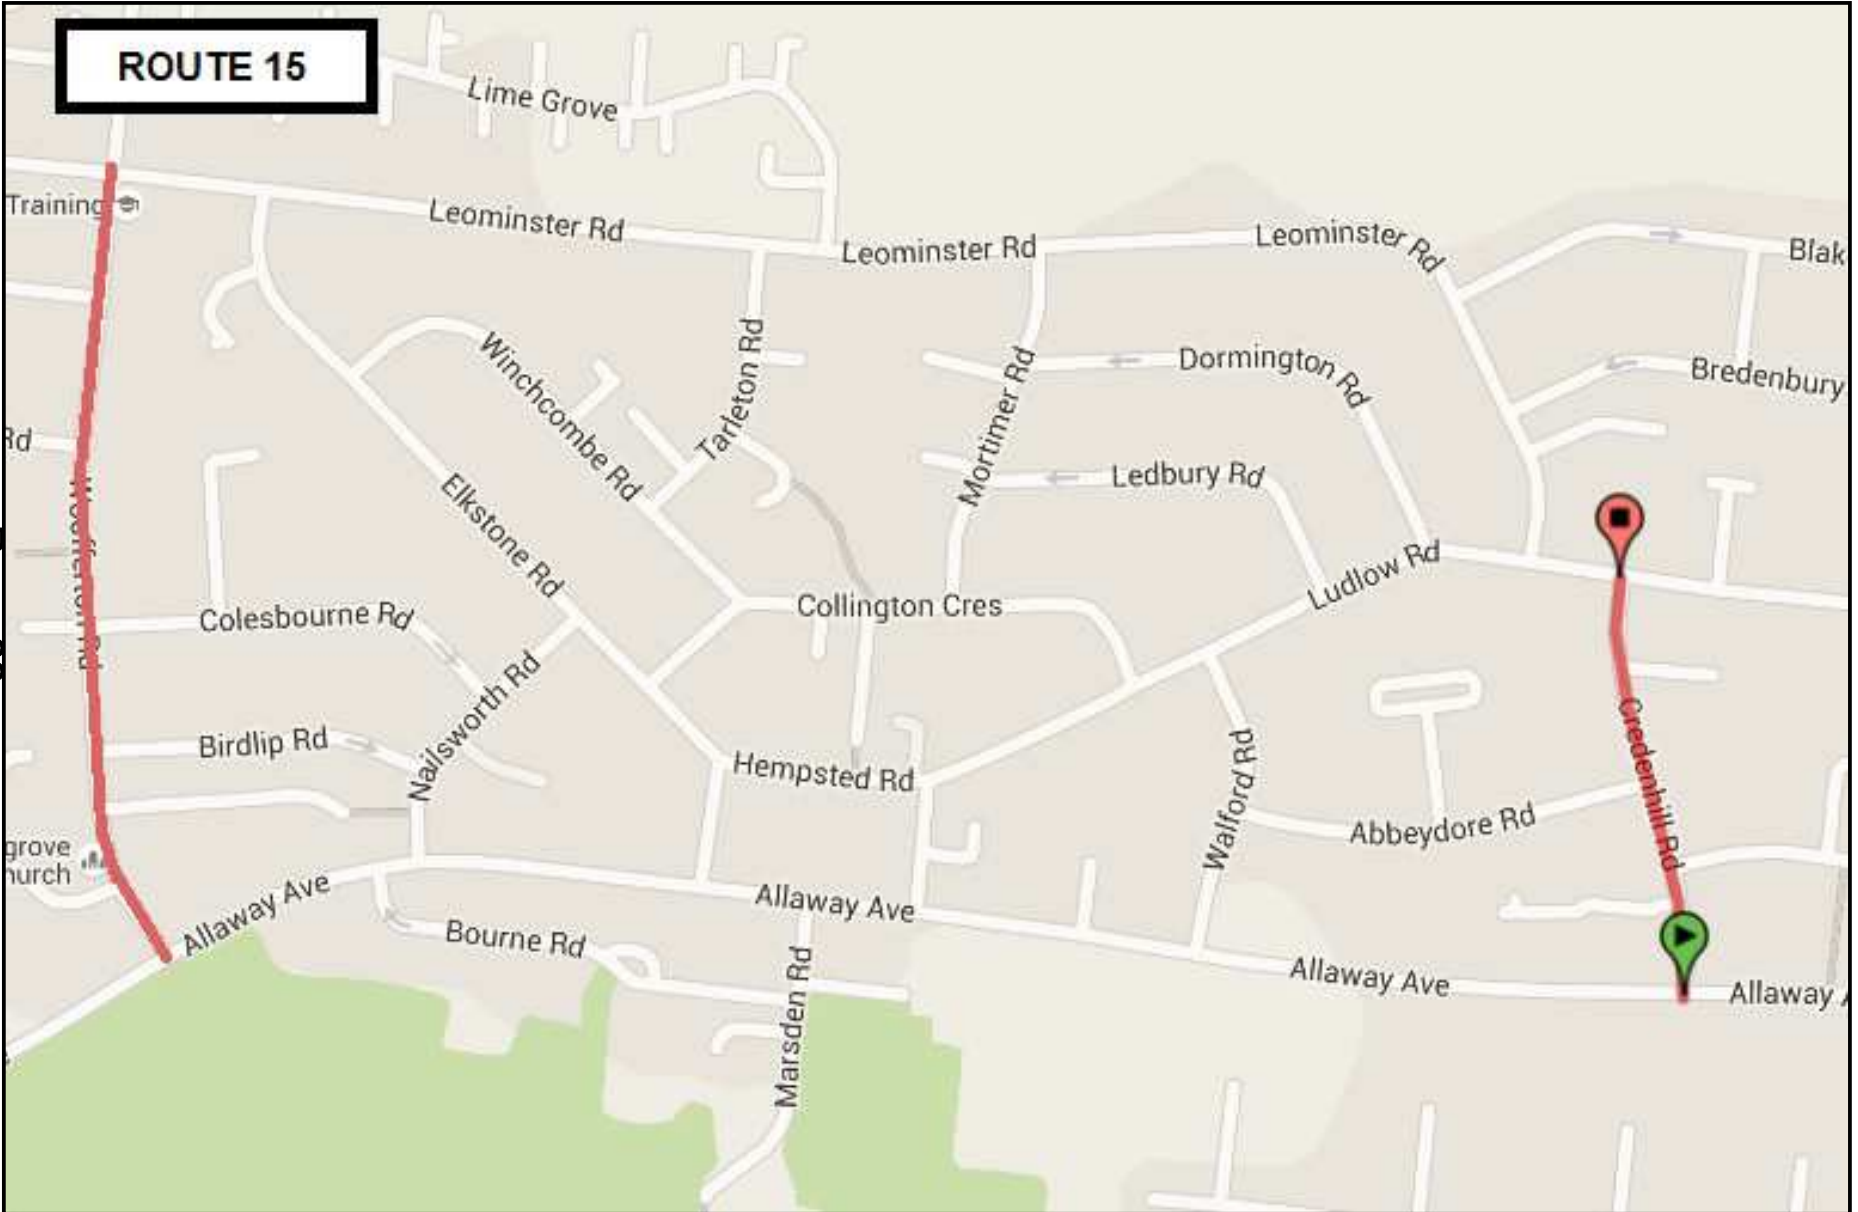 ROUTE 15
Lime Grove
Training
Leominster Rd
Leominster Rd
Leominster Rd
Blak
Bredenbury
Dormington Rd
Tarleton Rd
Winchcombe Rd
Mortimer Rd
Rd
Ledbury Rd
Elkstone Rd
Ludlow Rd
Collington Cres
Colesbourne Rd
Nailsworth Rd
Birdlip Rd
Hempsted Rd
Walford Rd
Credenhill Rd
Abbeydore Rd
grove
hurch
Allaway Ave
Allaway Ave
Bourne Rd
Marsden Rd
Allaway Ave
Allaway A